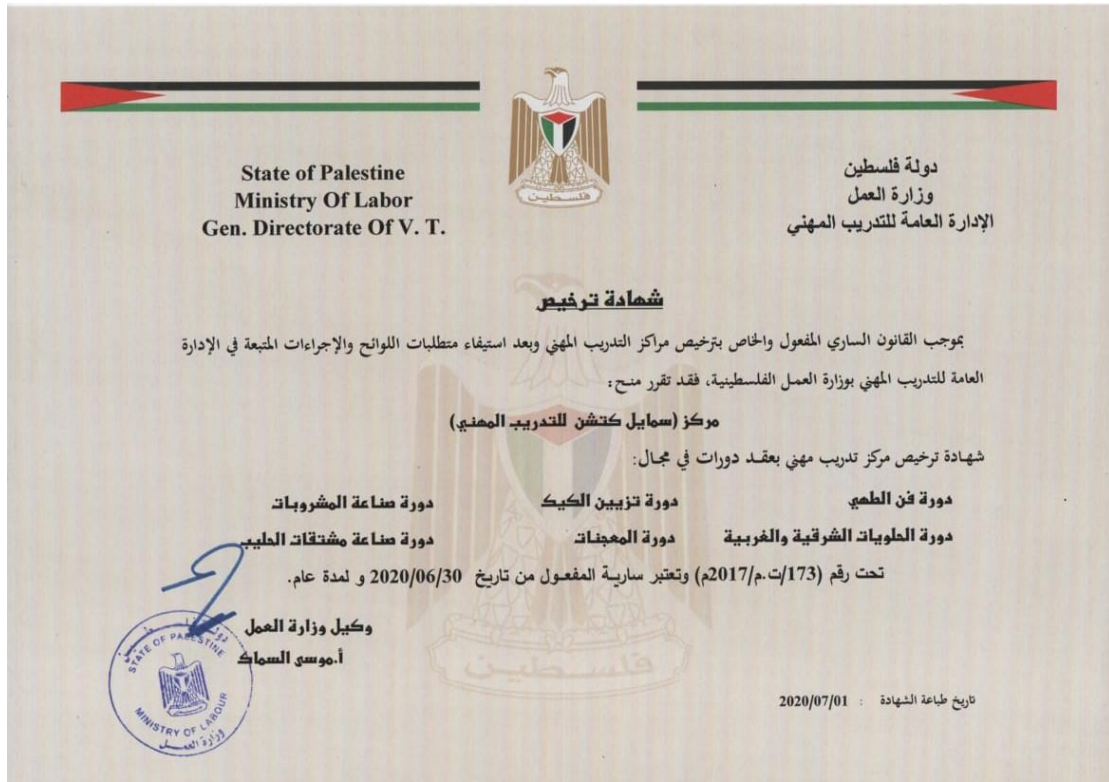 State of Palestine
Ministry Of Labor
Gen. Directorate Of V. T.
دولة فلسطين
وزارة العمل
الإدارة العامة للتدريب المهني
فلسطين
شهادة ترخيص
بموجب القانون الساري المفعول والخاص بترخيص مراكز التدريب المهني وبعد استيفاء متطلبات اللوائح والإجراءات المتبعة في الإدارة
العامة للتدريب المهني بوزارة العمل الفلسطينية، فقد تقرر منح:
مركز (سمايل كتشن للتدريب المهني)
شهادة ترخيص مركز تدريب مهني بعقد دورات في مجال:
دورة فن الطهي دورة تزيين الكيك دورة صناعة المشروبات
دورة الحلويات الشرقية والغربية دورة المعجنات دورة صناعة مشتقات الحليب
تحت رقم (173/ت.م/2017م) وتعتبر سارية المفعول من تاريخ 2020/06/30 و لمدة عام.
وكيل وزارة العمل
أ.موسى السماك
فلسطين
دولة فلسطين
STATE OF PALESTINE
MINISTRY OF LABOUR
وزارة العمل
تاريخ طباعة الشهادة : 2020/07/01